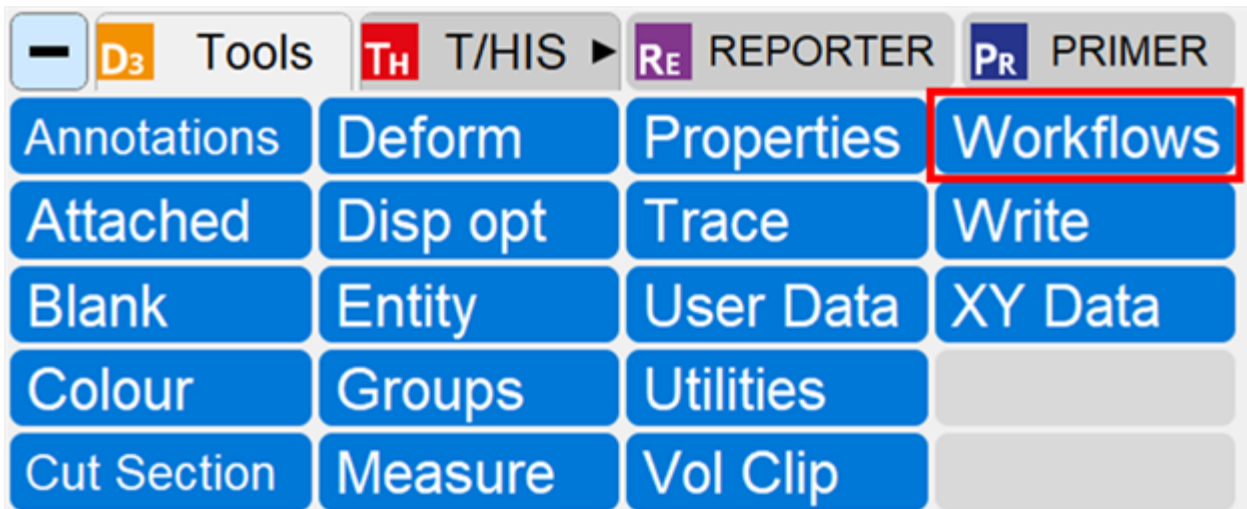 − D3 Tools TH T/HIS ► RE REPORTER PR PRIMER
Annotations Deform Properties Workflows
Attached Disp opt Trace Write
Blank Entity User Data XY Data
Colour Groups Utilities
Cut Section Measure Vol Clip